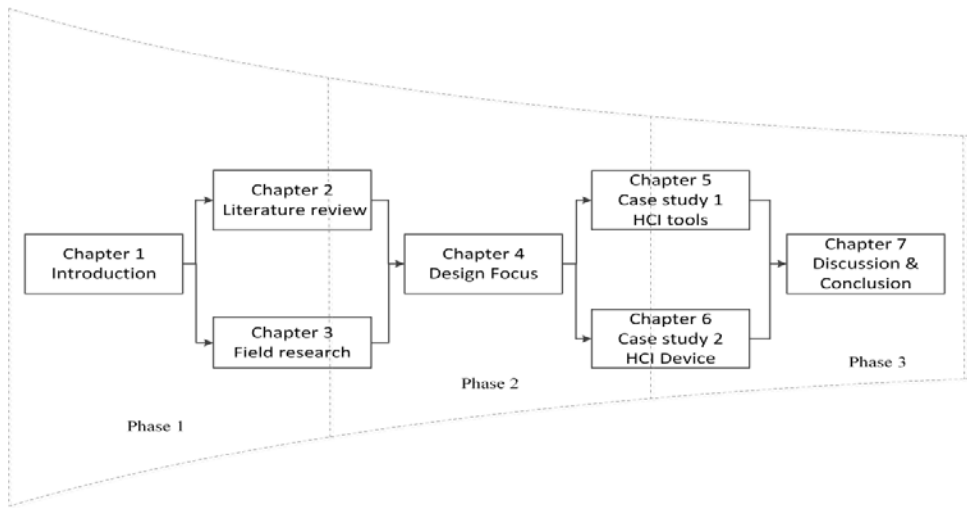 Chapter 1
Introduction
Chapter 2
Literature review
Chapter 3
Field research
Chapter 4
Design Focus
Chapter 5
Case study 1
HCI tools
Chapter 6
Case study 2
HCI Device
Chapter 7
Discussion &
Conclusion
Phase 1
Phase 2
Phase 3